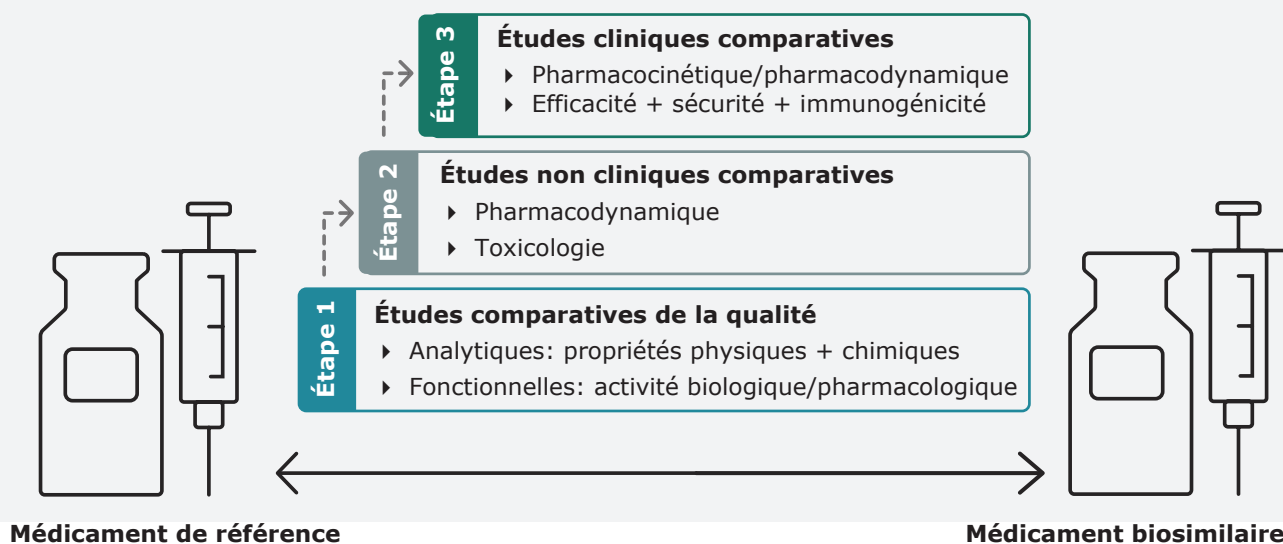 Étape 3
Études cliniques comparatives
Pharmacocinétique/pharmacodynamique
Efficacité + sécurité + immunogénicité
Étape 2
Études non cliniques comparatives
Pharmacodynamique
Toxicologie
Étape 1
Études comparatives de la qualité
Analytiques: propriétés physiques + chimiques
Fonctionnelles: activité biologique/pharmacologique
Médicament de référence
Médicament biosimilaire